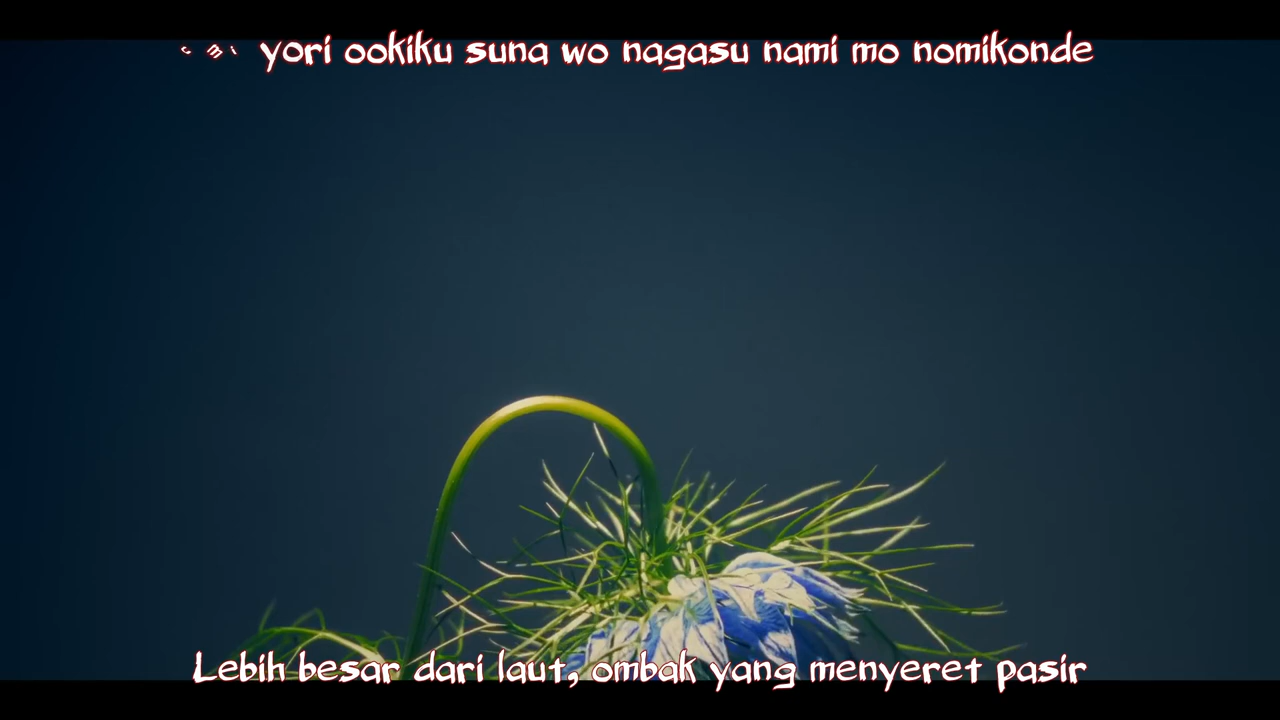 yori ookiku suna wo nagasu nami mo nomikonde
Lebih besar dari laut, ombak yang menyeret pasir